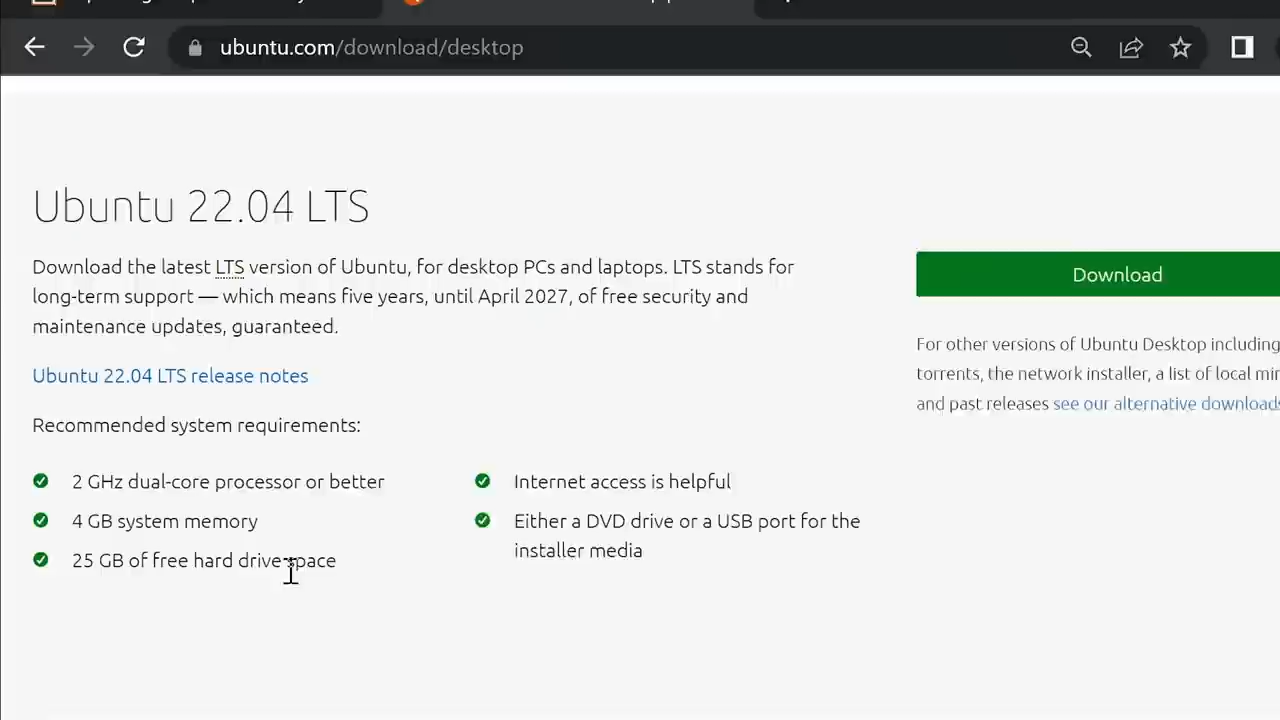 ubuntu.com/download/desktop
Ubuntu 22.04 LTS
Download the latest LTS version of Ubuntu, for desktop PCs and laptops. LTS stands for
long-term support — which means five years, until April 2027, of free security and
maintenance updates, guaranteed.
Ubuntu 22.04 LTS release notes
Recommended system requirements:
2 GHz dual-core processor or better
4 GB system memory
25 GB of free hard drive space
Internet access is helpful
Either a DVD drive or a USB port for the
installer media
Download
For other versions of Ubuntu Desktop including
torrents, the network installer, a list of local
and past releases see our alternative downloads